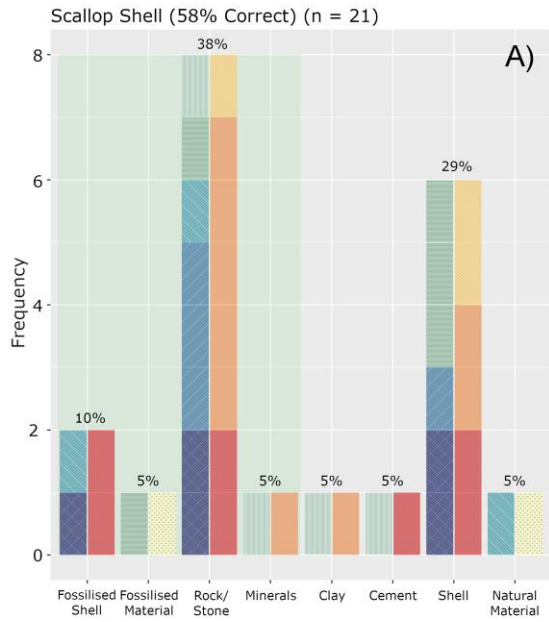 Scallop Shell (58% Correct) (n = 21)
A)
38%
29%
10%
5%
5%
5%
5%
5%
8
6
4
2
0
Frequency
Fossilised Shell
Fossilised Material
Rock/ Stone
Minerals
Clay
Cement
Shell
Natural Material